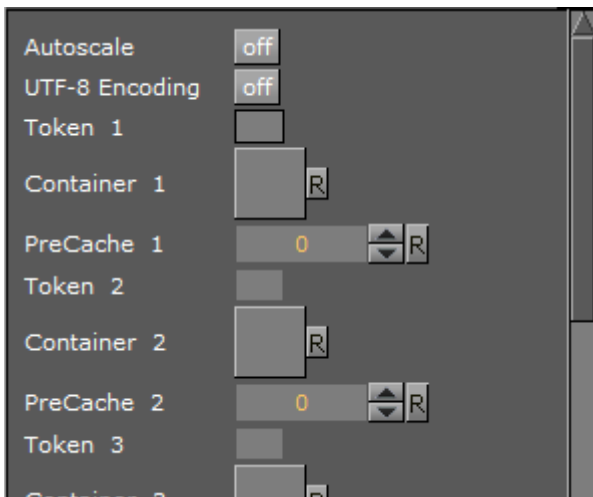 Autoscale off
UTF-8 Encoding off
Token 1
Container 1 R
PreCache 1 0 R
Token 2
Container 2 R
PreCache 2 0 R
Token 3